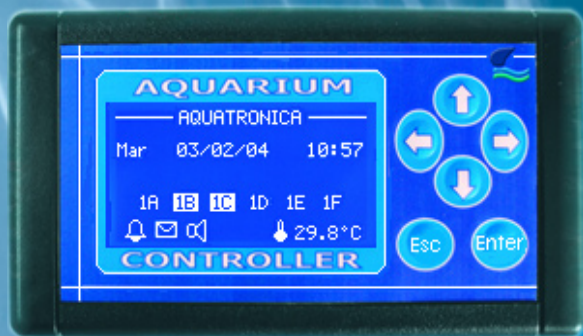 AQUARIUM
AQUATRONICA
Mar 03/02/04 10:57
1A 1B 1C 1D 1E 1F
29.8°C
CONTROLLER
Esc Enter